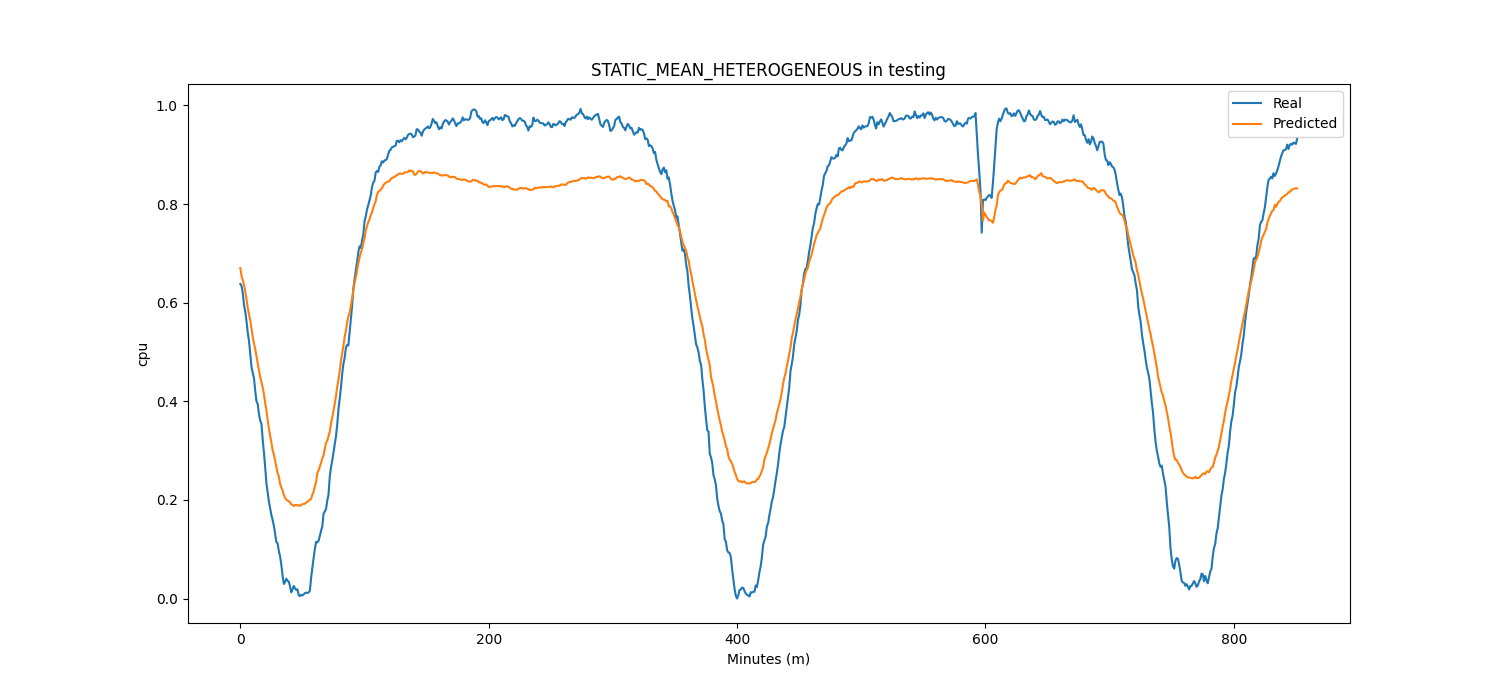 STATIC_MEAN_HETEROGENEOUS in testing
Real
Predicted
1.0
0.8
0.6
0.4
0.2
0.0
cpu
0
200
400
600
800
Minutes (m)